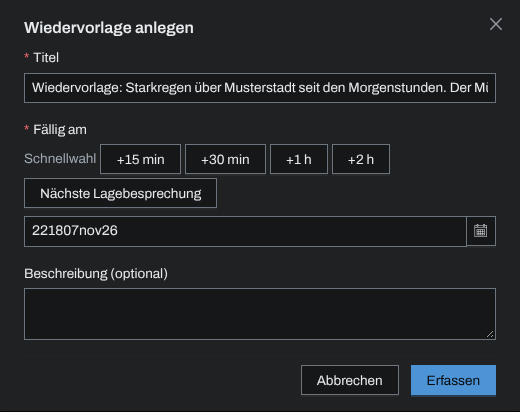 Wiedervorlage anlegen
* Titel
Wiedervorlage: Starkregen über Musterstadt seit den Morgenstunden. Der
* Fällig am
Schnellwahl +15 min +30 min +1 h +2 h
Nächste Lagebesprechung
221807nov26
Beschreibung (optional)
Abbrechen Erfassen